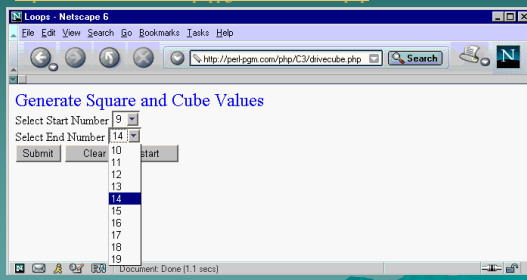 Loops - Netscape 6
File Edit View Search Go Bookmarks Tasks Help
http://perl-pgm.com/php/C3/drivecube.php Search N
Generate Square and Cube Values
Select Start Number 9
Select End Number 14
Submit Clear start
10
11
12
13
14
15
16
17
18
19
Document: Done (1.1 secs)